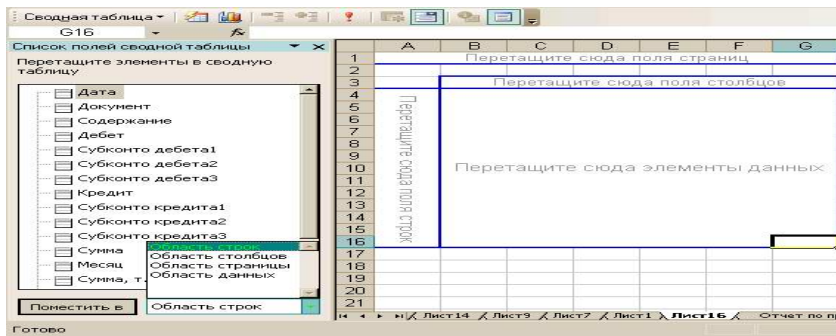 Сводная таблица
G16 fx
Список полей сводной таблицы
Перетащите элементы в сводную
таблицу
Дата
Документ
Содержание
Дебет
Субконто дебета1
Субконто дебета2
Субконто дебета3
Кредит
Субконто кредита1
Субконто кредита2
Субконто кредита3
Сумма
Месяц
Сумма, т.
Область строк
Область столбцов
Область страницы
Область данных
Поместить в
Область строк
A B C D E F G
1
2
3
4
5
6
7
8
9
10
11
12
13
14
15
16
17
18
19
20
21
Перетащите сюда поля страниц
Перетащите сюда поля столбцов
Перетащите сюда поля строк
Перетащите сюда элементы данных
Лист14 Лист9 Лист7 Лист1 Лист16 Отчет по п
Готово